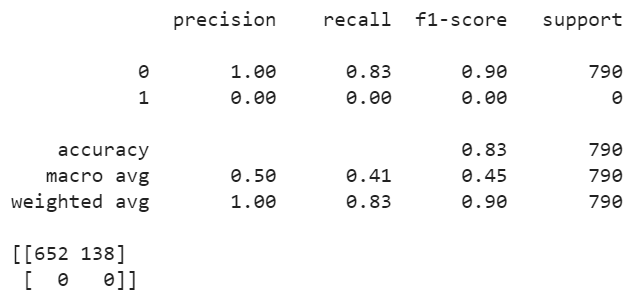 precision recall f1-score support
0 1.00 0.83 0.90 790
1 0.00 0.00 0.00 0
accuracy 0.83 790
macro avg 0.50 0.41 0.45 790
weighted avg 1.00 0.83 0.90 790
[[652 138]
[ 0 0]]